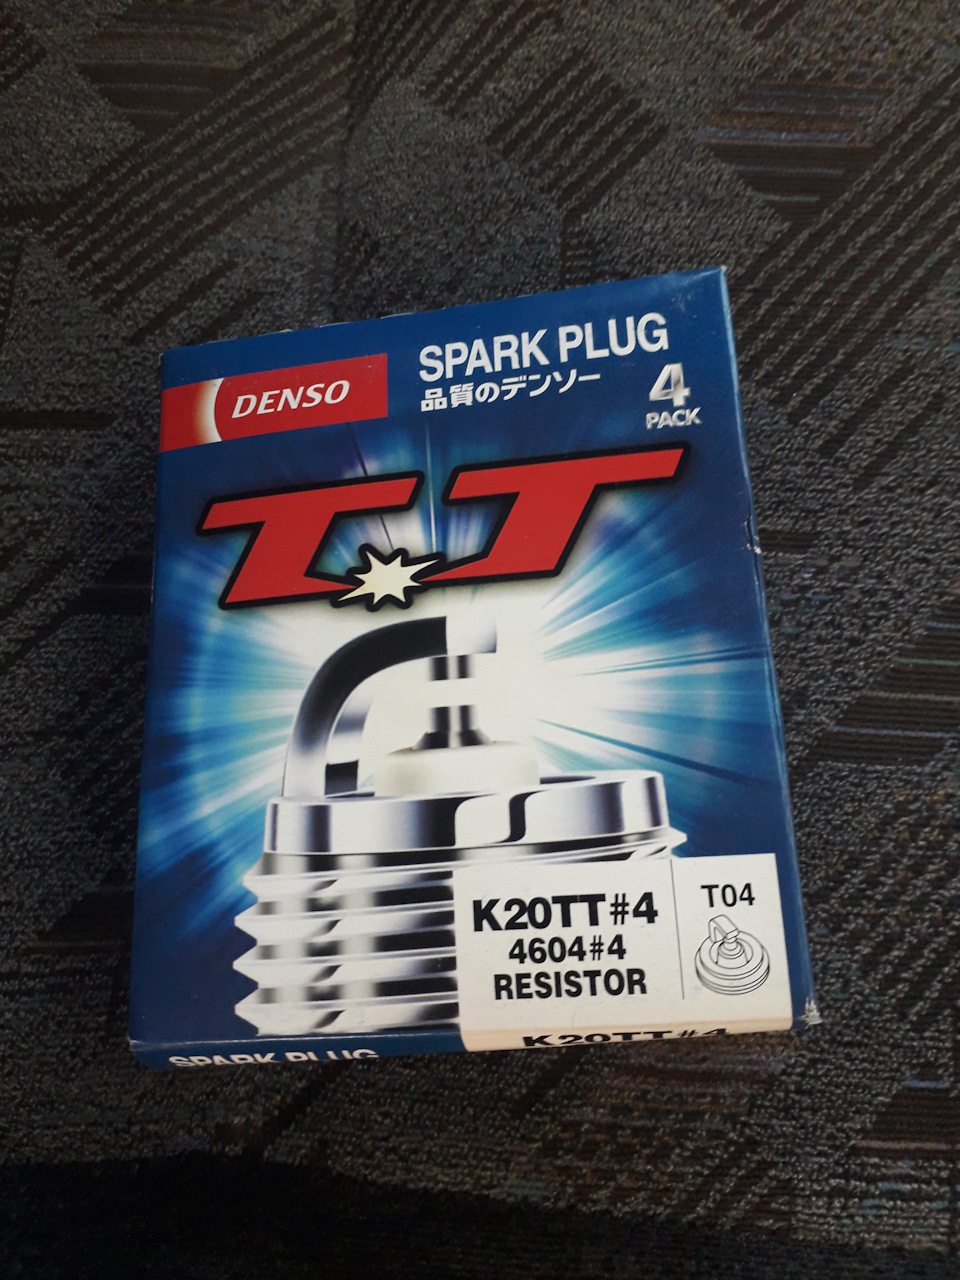 DENSO
SPARK PLUG
品質のデンソー
4
PACK
TT
K20TT#4
4604#4
RESISTOR
T04
SPARK PLUG
K20TT#4